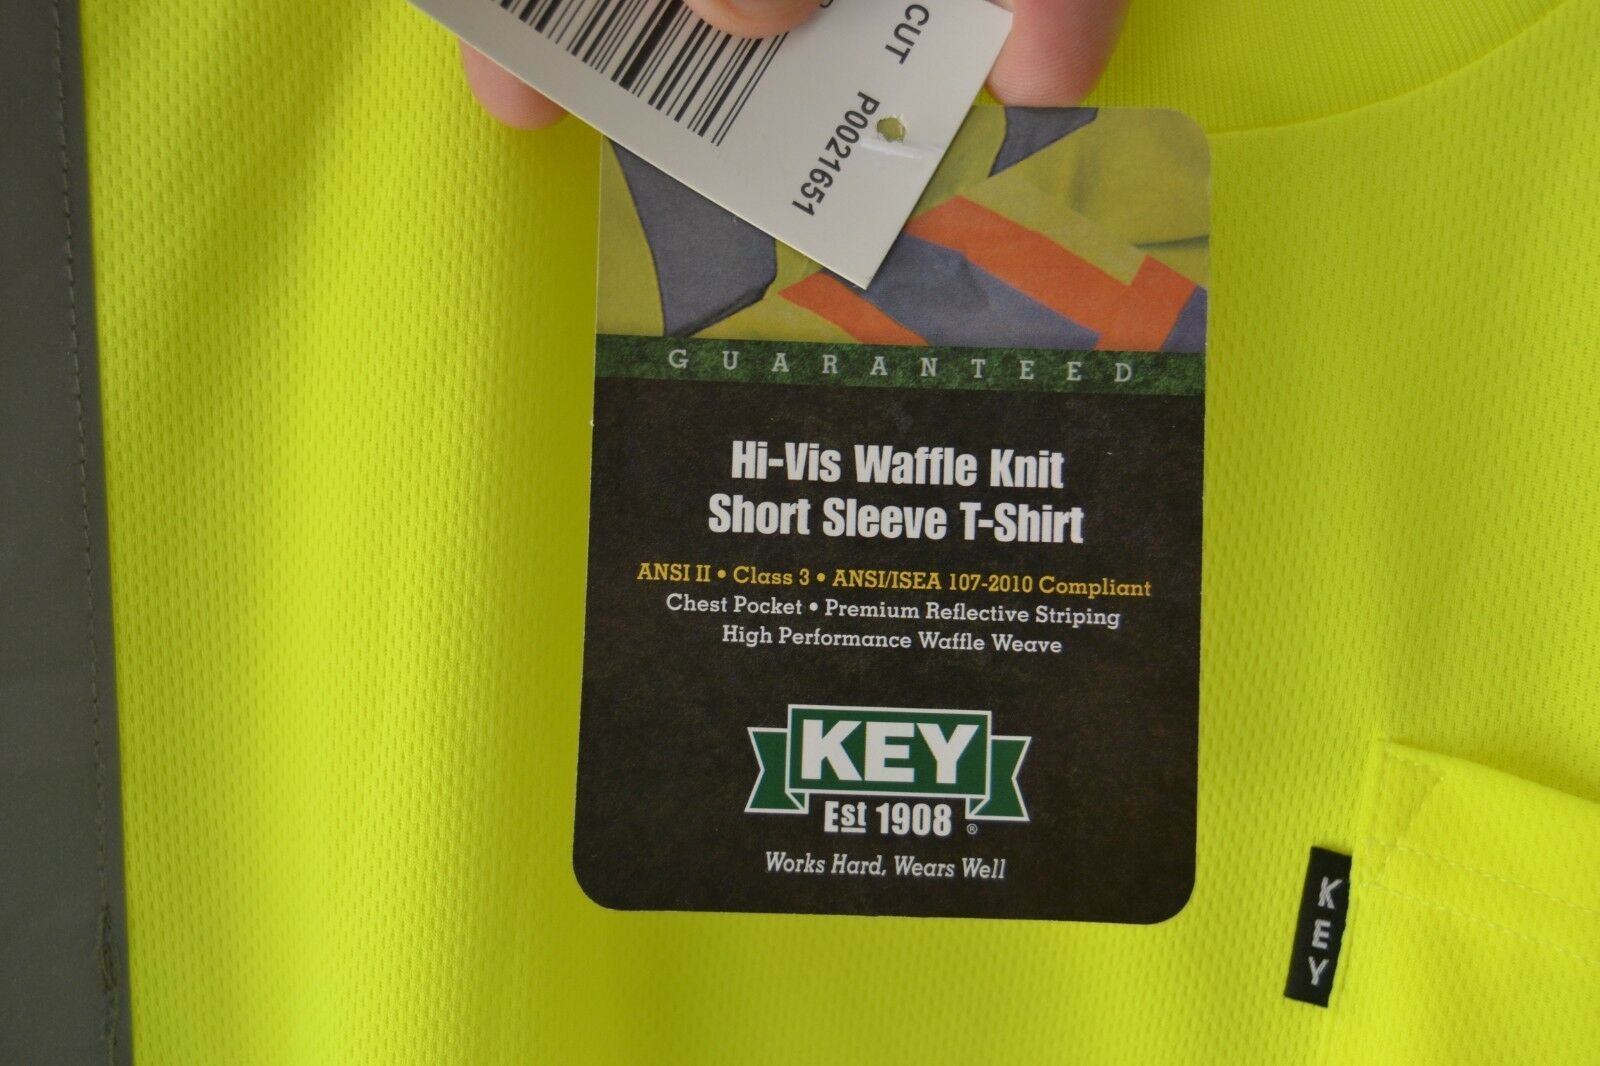 CUT P0021651
GUARANTEED
Hi-Vis Waffle Knit
Short Sleeve T-Shirt
ANSI II • Class 3 • ANSI/ISEA 107-2010 Compliant
Chest Pocket • Premium Reflective Striping
High Performance Waffle Weave
KEY
Est 1908 ®
Works Hard, Wears Well
KEY